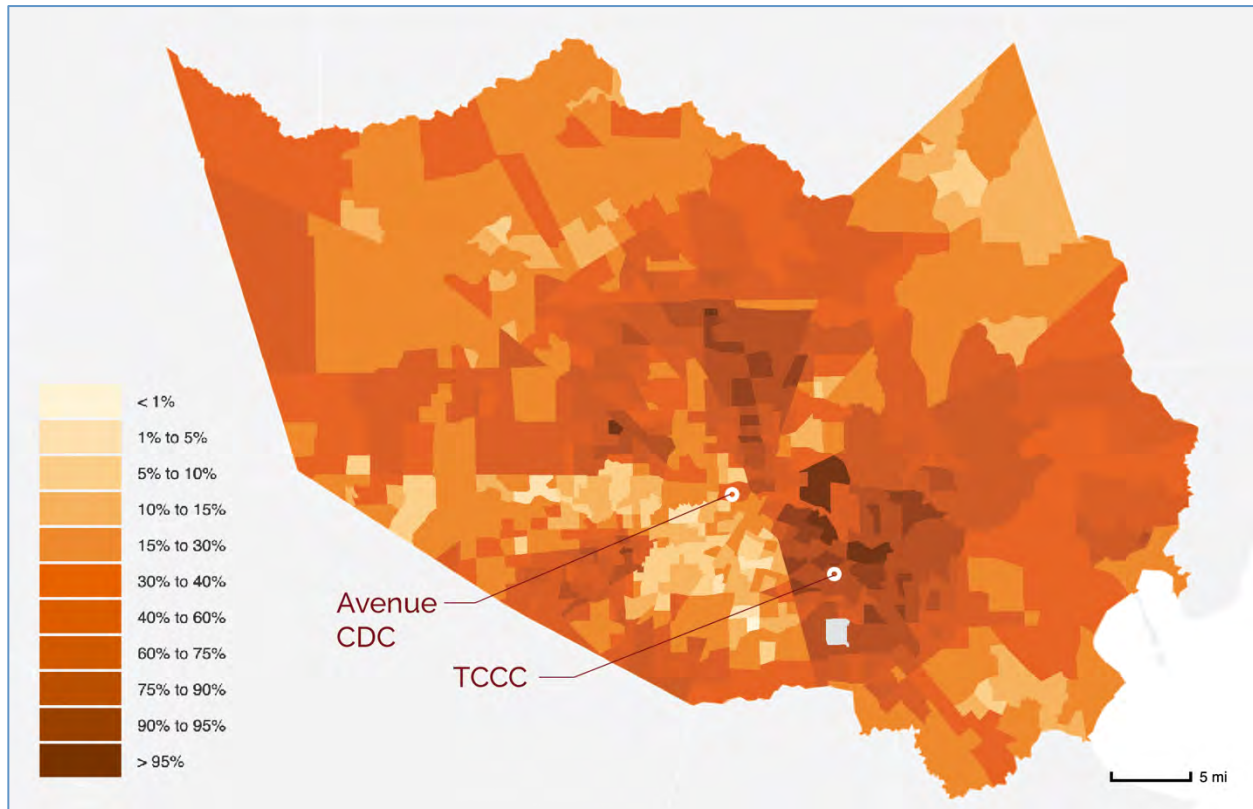 < 1%
1% to 5%
5% to 10%
10% to 15%
15% to 30%
30% to 40%
40% to 60%
60% to 75%
75% to 90%
90% to 95%
> 95%
Avenue
CDC
TCCC
5 mi